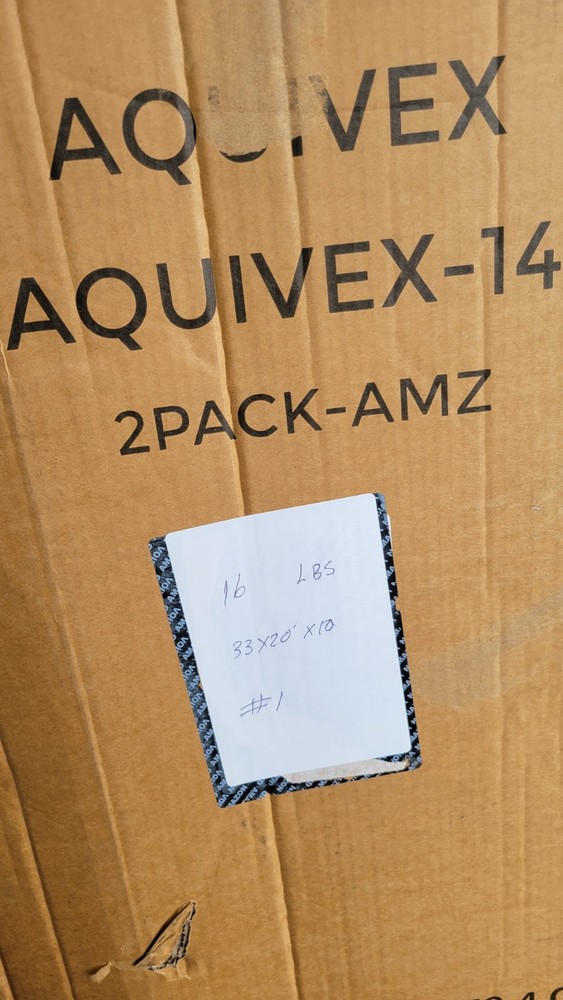 AQUIVEX
AQUIVEX-14
2PACK-AMZ
16 LBS
33X20 X10
#1